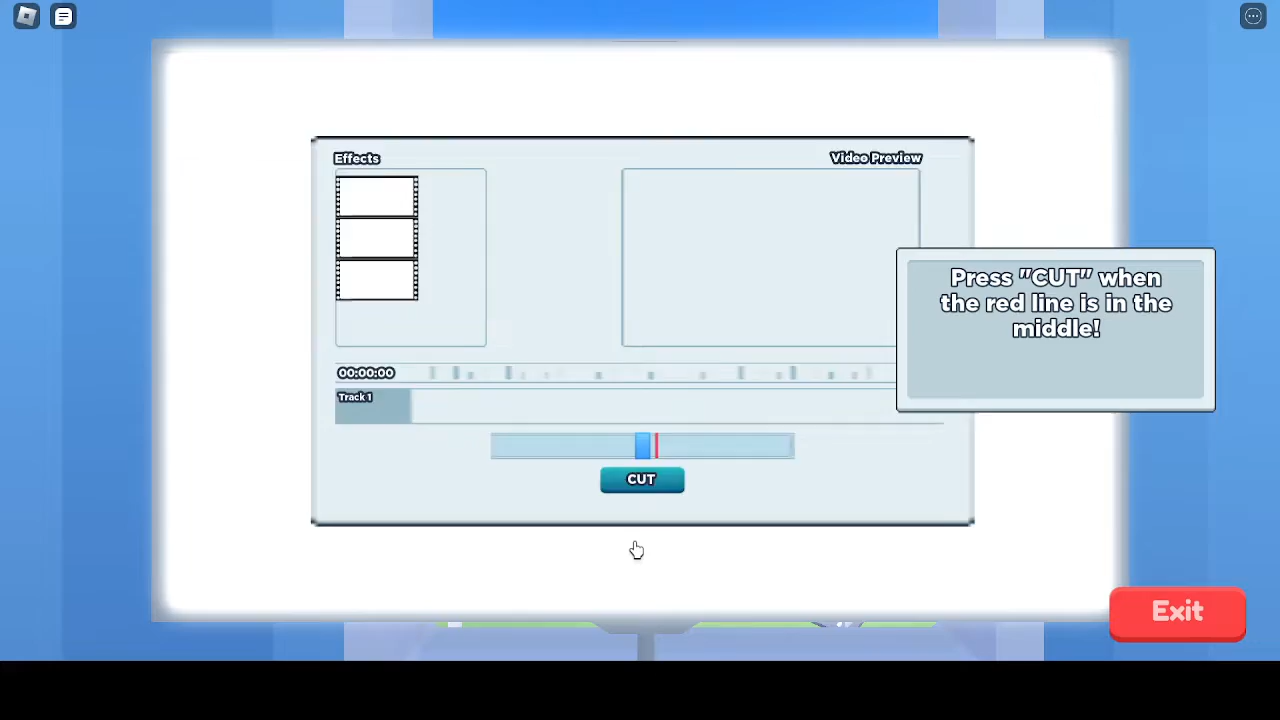 Effects
Video Preview
Press "CUT" when
the red line is in the
middle!
00:00:00
Track 1
CUT
Exit